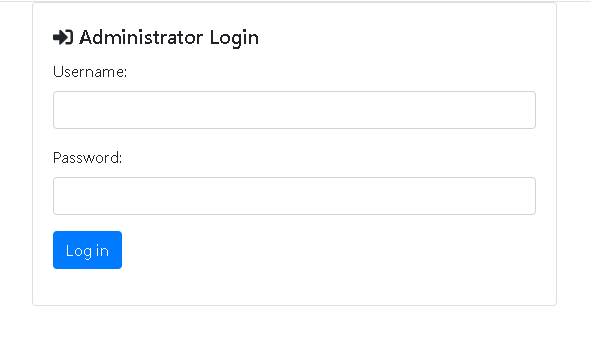 Administrator Login
Username:
Password:
Log in